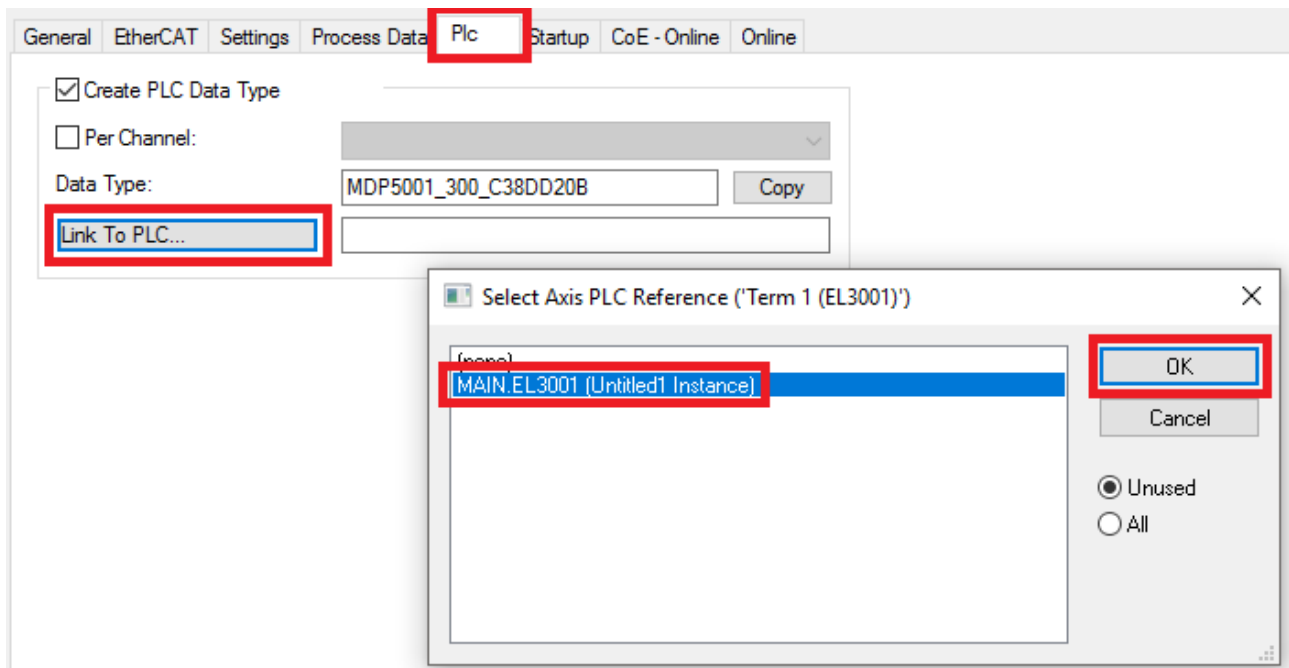 General EtherCAT Settings Process Data Plc Startup CoE - Online Online
Create PLC Data Type
Per Channel:
Data Type: MDP5001_300_C38DD20B Copy
Link To PLC...
Select Axis PLC Reference ('Term 1 (EL3001)')
(none)
MAIN.EL3001 (Untitled1 Instance)
OK
Cancel
Unused
All